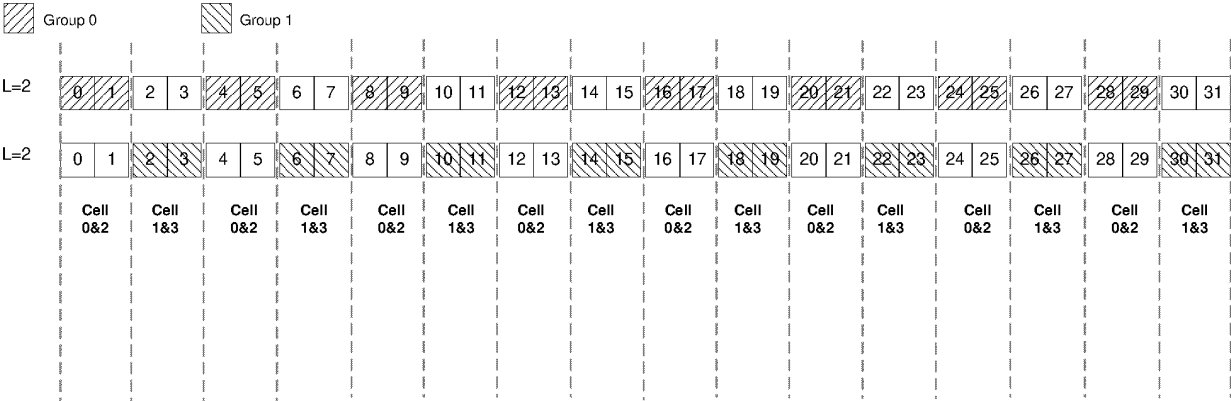 Group 0 Group 1
L=2 0 1 2 3 4 5 6 7 8 9 10 11 12 13 14 15 16 17 18 19 20 21 22 23 24 25 26 27 28 29 30 31
L=2 0 1 2 3 4 5 6 7 8 9 10 11 12 13 14 15 16 17 18 19 20 21 22 23 24 25 26 27 28 29 30 31
Cell Cell Cell Cell Cell Cell Cell Cell Cell Cell Cell Cell Cell Cell Cell Cell
0&2 1&3 0&2 1&3 0&2 1&3 0&2 1&3 0&2 1&3 0&2 1&3 0&2 1&3 0&2 1&3